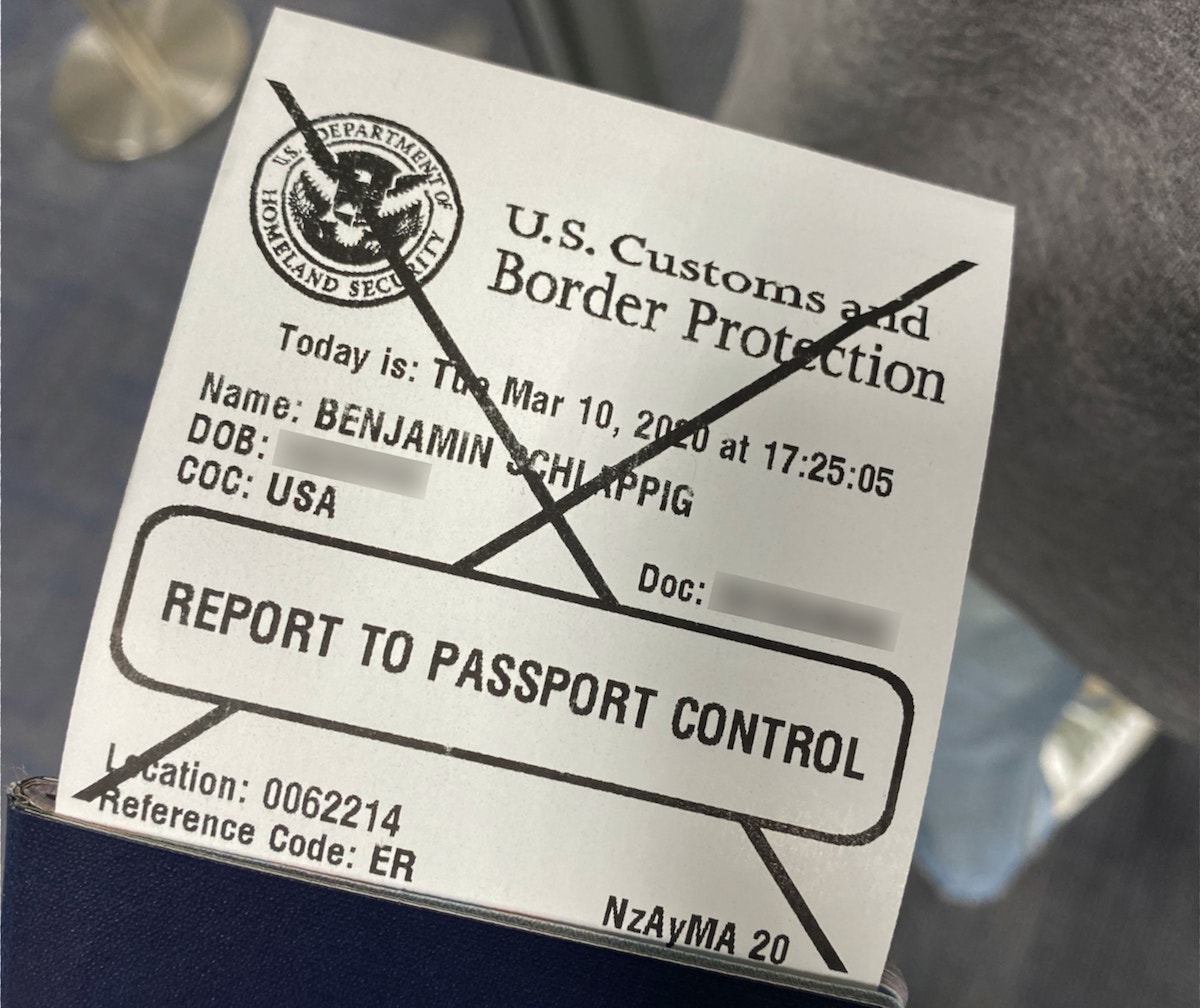 U.S. DEPARTMENT OF
HOMELAND SECURITY
U.S. Customs and
Border Protection
Today is: Tue Mar 10, 2020 at 17:25:05
Name: BENJAMIN SCHLAPPIG
DOB:
COC: USA
Doc:
REPORT TO PASSPORT CONTROL
Location: 0062214
Reference Code: ER
NzAyMA 20